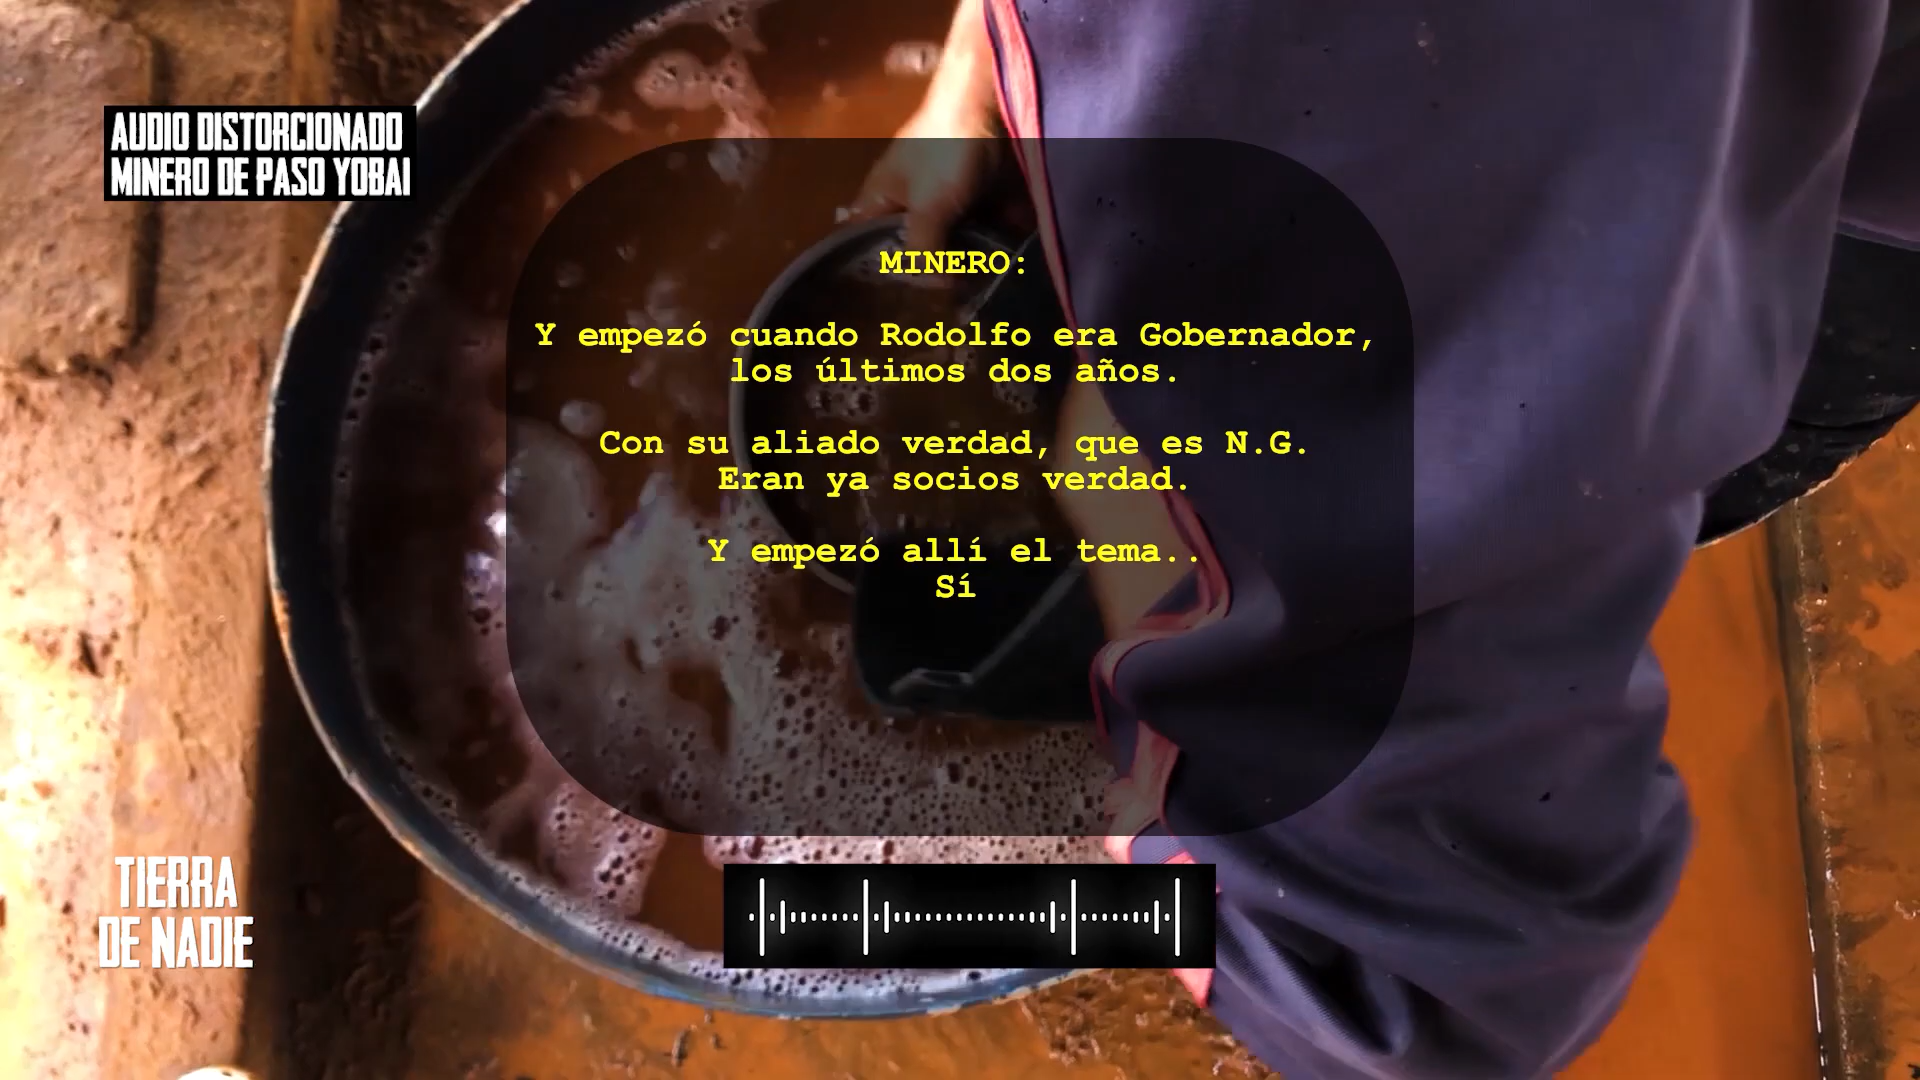 AUDIO DISTORCIONADO
MINERO DE PASO YOBAI
MINERO:
Y empezó cuando Rodolfo era Gobernador,
los últimos dos años.
Con su aliado verdad, que es N.G.
Eran ya socios verdad.
Y empezó allí el tema..
Sí
TIERRA
DE NADIE